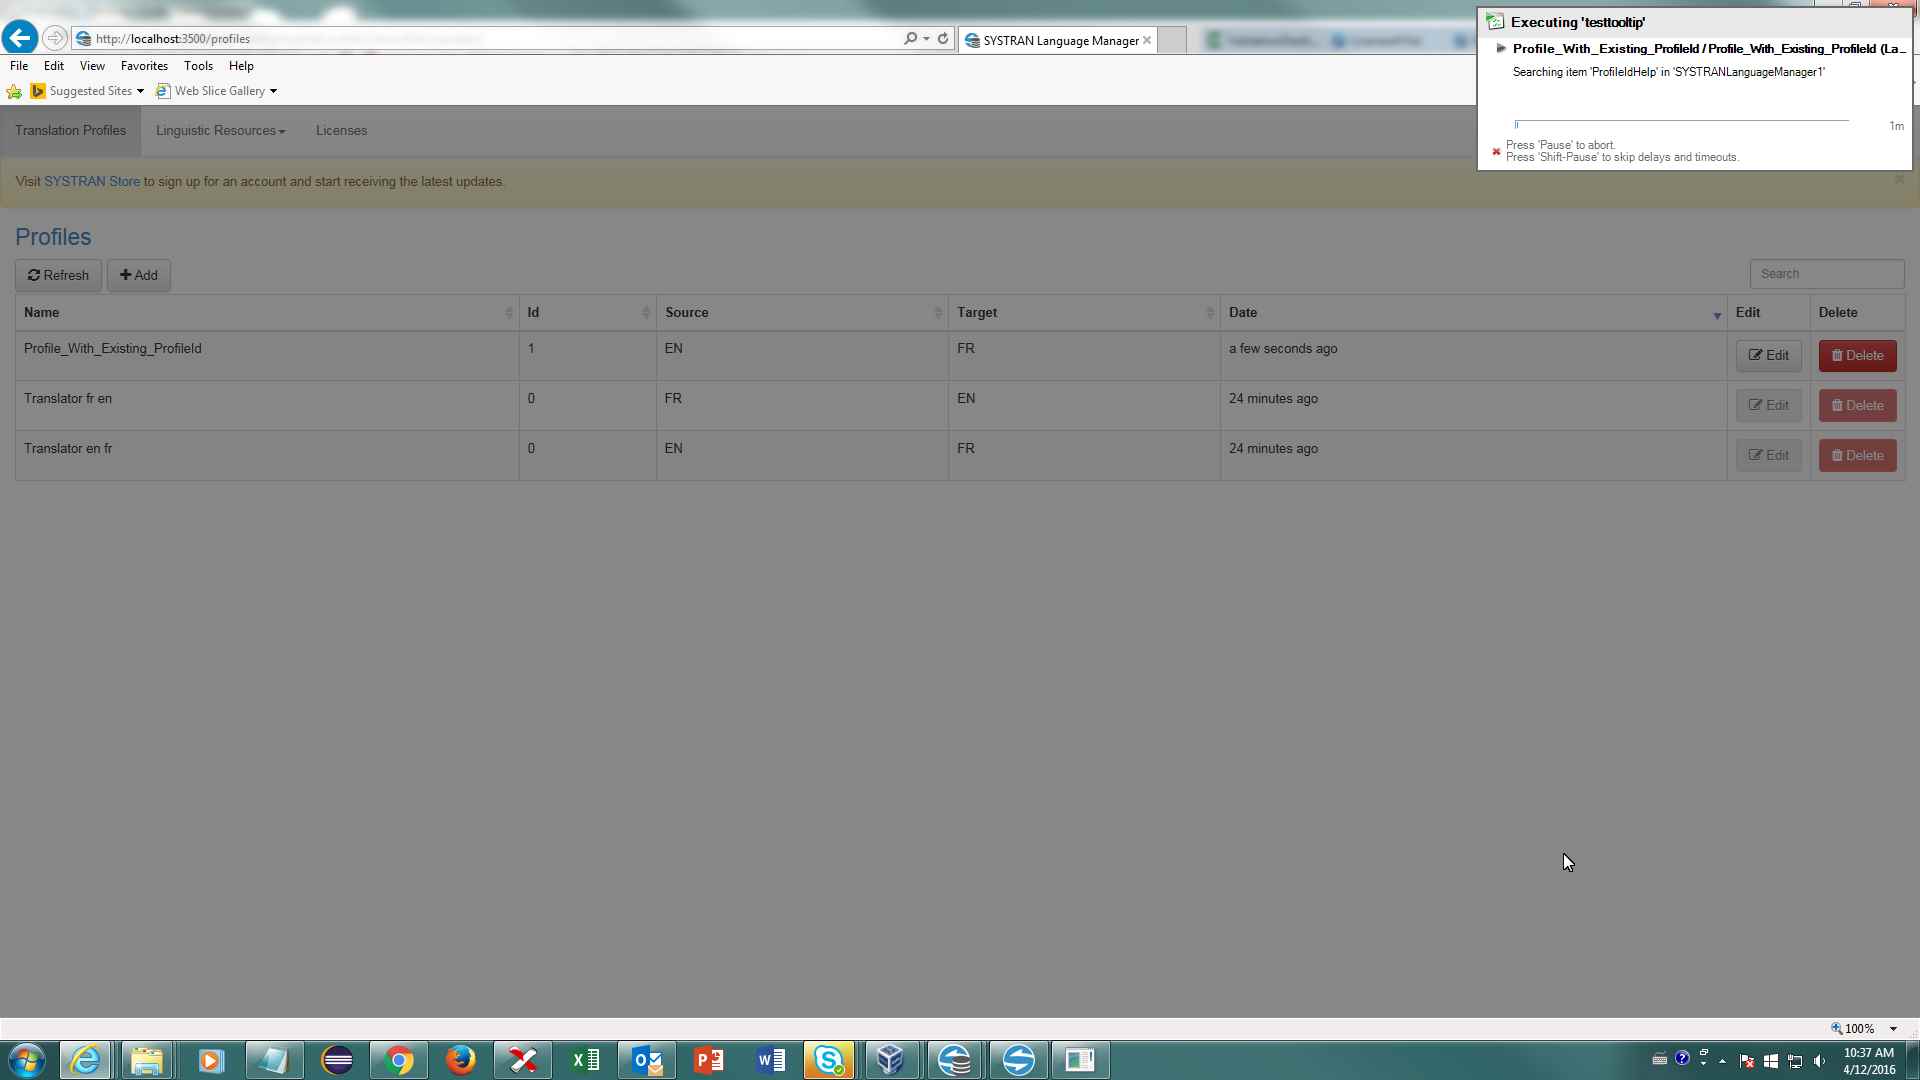 http://localhost:3500/profiles
SYSTRAN Language Manager
File Edit View Favorites Tools Help
Suggested Sites Web Slice Gallery
Executing 'testtooltip'
Profile_With_Existing_ProfileId / Profile_With_Existing_ProfileId (La...
Searching item 'ProfileIdHelp' in 'SYSTRANLanguageManager1'
1m
Press 'Pause' to abort.
Press 'Shift-Pause' to skip delays and timeouts.
Translation Profiles Linguistic Resources Licenses
Visit SYSTRAN Store to sign up for an account and start receiving the latest updates.
Profiles
Refresh Add Search
Name Id Source Target Date Edit Delete
Profile_With_Existing_ProfileId 1 EN FR a few seconds ago Edit Delete
Translator fr en 0 FR EN 24 minutes ago Edit Delete
Translator en fr 0 EN FR 24 minutes ago Edit Delete
100%
10:37 AM
4/12/2016